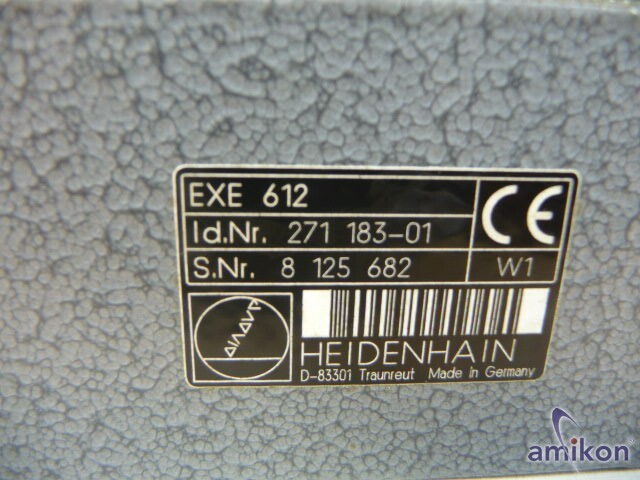 EXE 612
Id.Nr. 271 183-01
S.Nr. 8 125 682
CE
W1
HEIDENHAIN
D-83301 Traunreut Made in Germany
amikon